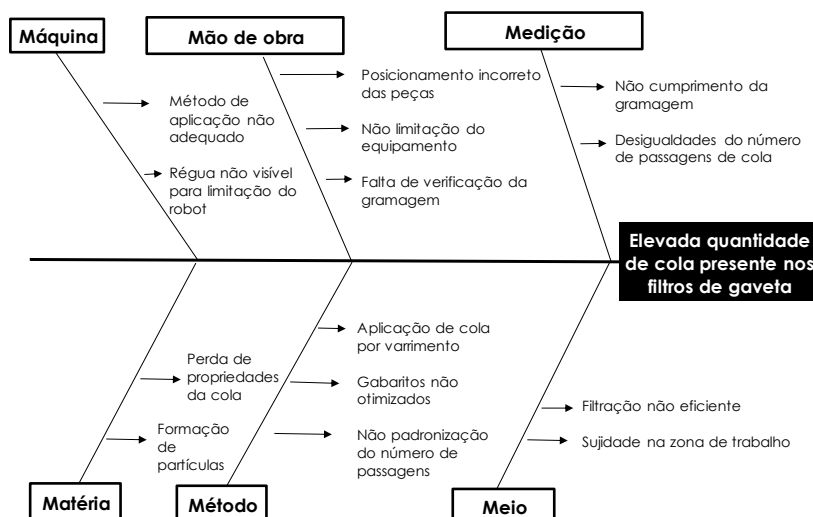 Máquina
Mão de obra
Medição
Método de
aplicação não
adequado
Régua não visível
para limitação do
robot
Posicionamento incorreto
das peças
Não limitação do
equipamento
Falta de verificação da
gramagem
Não cumprimento da
gramagem
Desigualdades do número
de passagens de cola
Elevada quantidade
de cola presente nos
filtros de gaveta
Perda de
propriedades
da cola
Formação
de
partículas
Aplicação de cola
por varrimento
Gabaritos não
otimizados
Não padronização
do número de
passagens
Filtração não eficiente
Sujidade na zona de trabalho
Matéria
Método
Meio